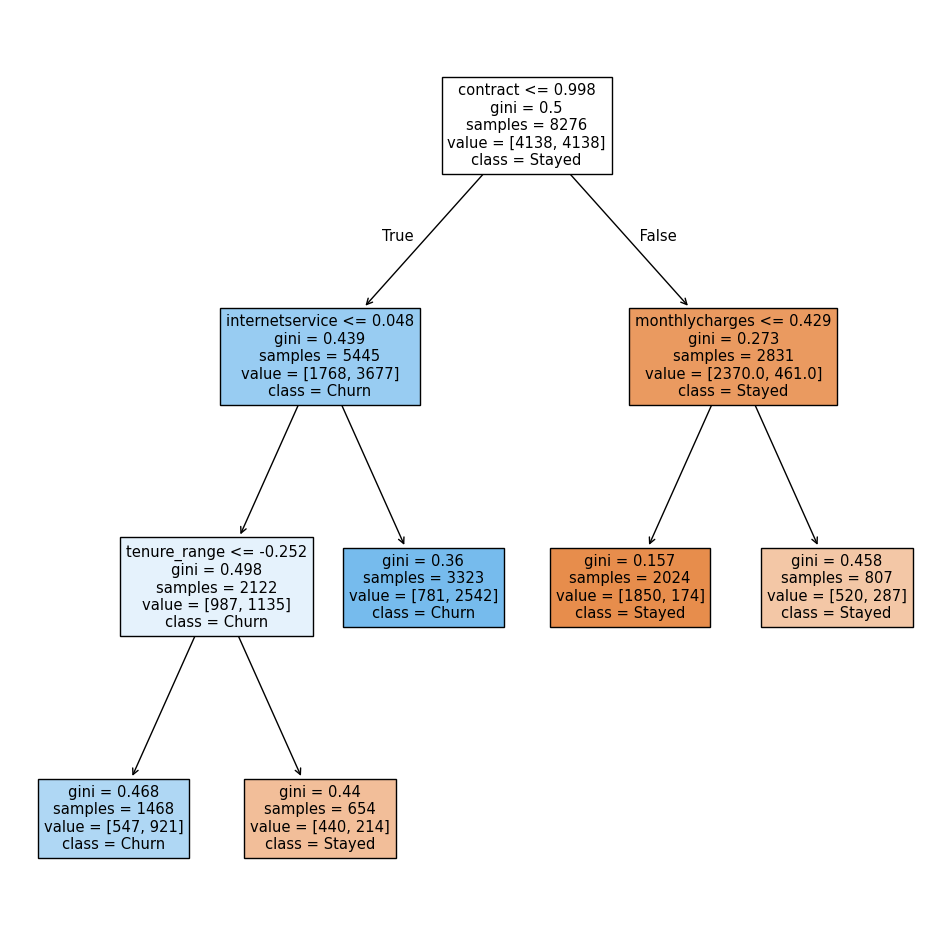 contract <= 0.998
gini = 0.5
samples = 8276
value = [4138, 4138]
class = Stayed
True
False
internetservice <= 0.048
gini = 0.439
samples = 5445
value = [1768, 3677]
class = Churn
monthlycharges <= 0.429
gini = 0.273
samples = 2831
value = [2370.0, 461.0]
class = Stayed
tenure_range <= -0.252
gini = 0.498
samples = 2122
value = [987, 1135]
class = Churn
gini = 0.36
samples = 3323
value = [781, 2542]
class = Churn
gini = 0.157
samples = 2024
value = [1850, 174]
class = Stayed
gini = 0.458
samples = 807
value = [520, 287]
class = Stayed
gini = 0.468
samples = 1468
value = [547, 921]
class = Churn
gini = 0.44
samples = 654
value = [440, 214]
class = Stayed